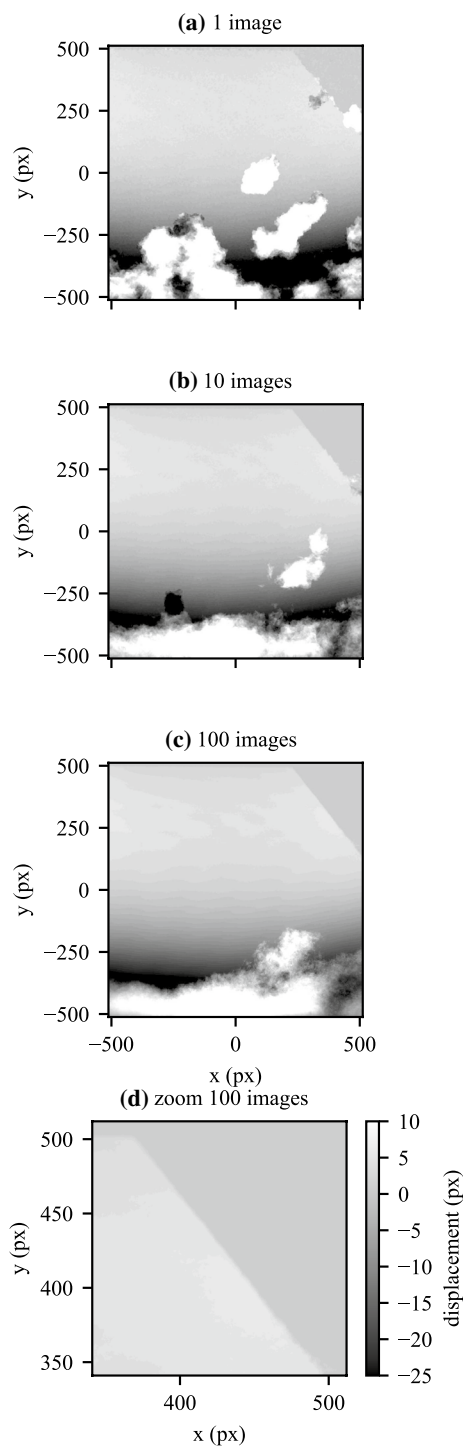 (a) 1 image
500
250
0
−250
−500
y (px)
(b) 10 images
500
250
0
−250
−500
y (px)
(c) 100 images
500
250
0
−250
−500
y (px)
−500 0 500
x (px)
(d) zoom 100 images
500
450
400
350
y (px)
400 500
x (px)
10
5
0
−5
−10
−15
−20
−25
displacement (px)